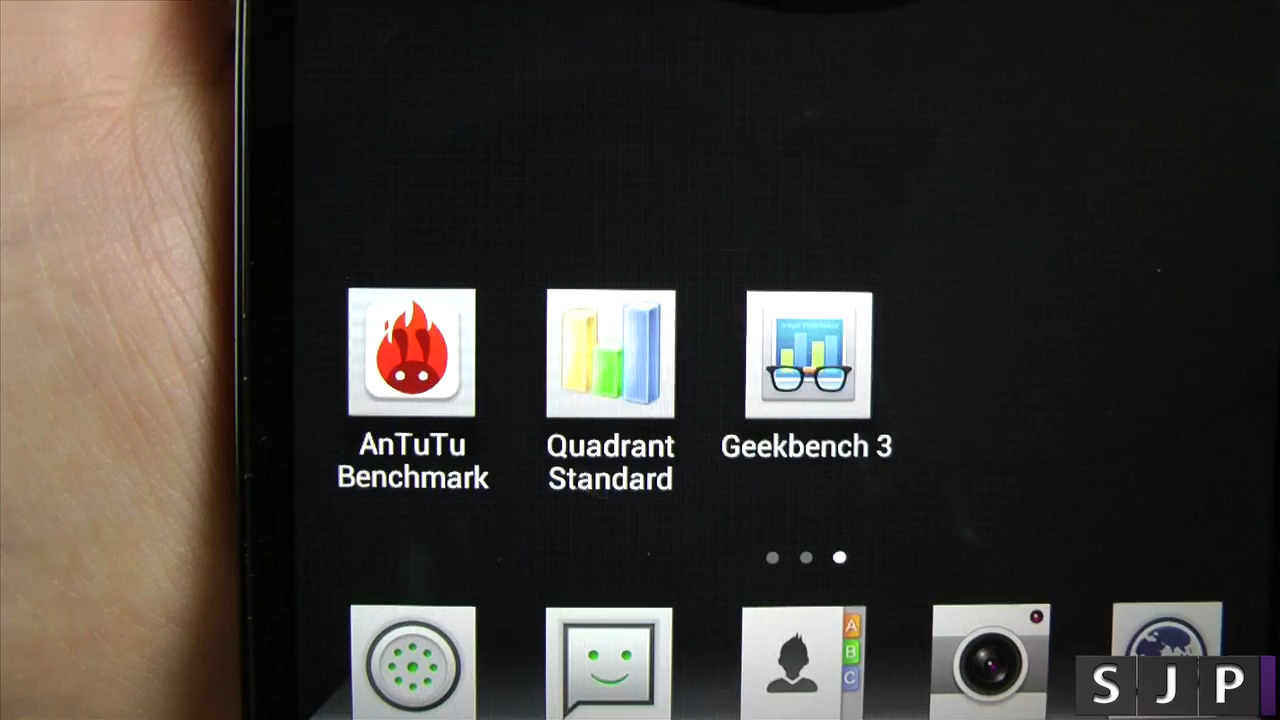 AnTuTu
Benchmark
Quadrant
Standard
Geekbench 3
A
B
C
S J P